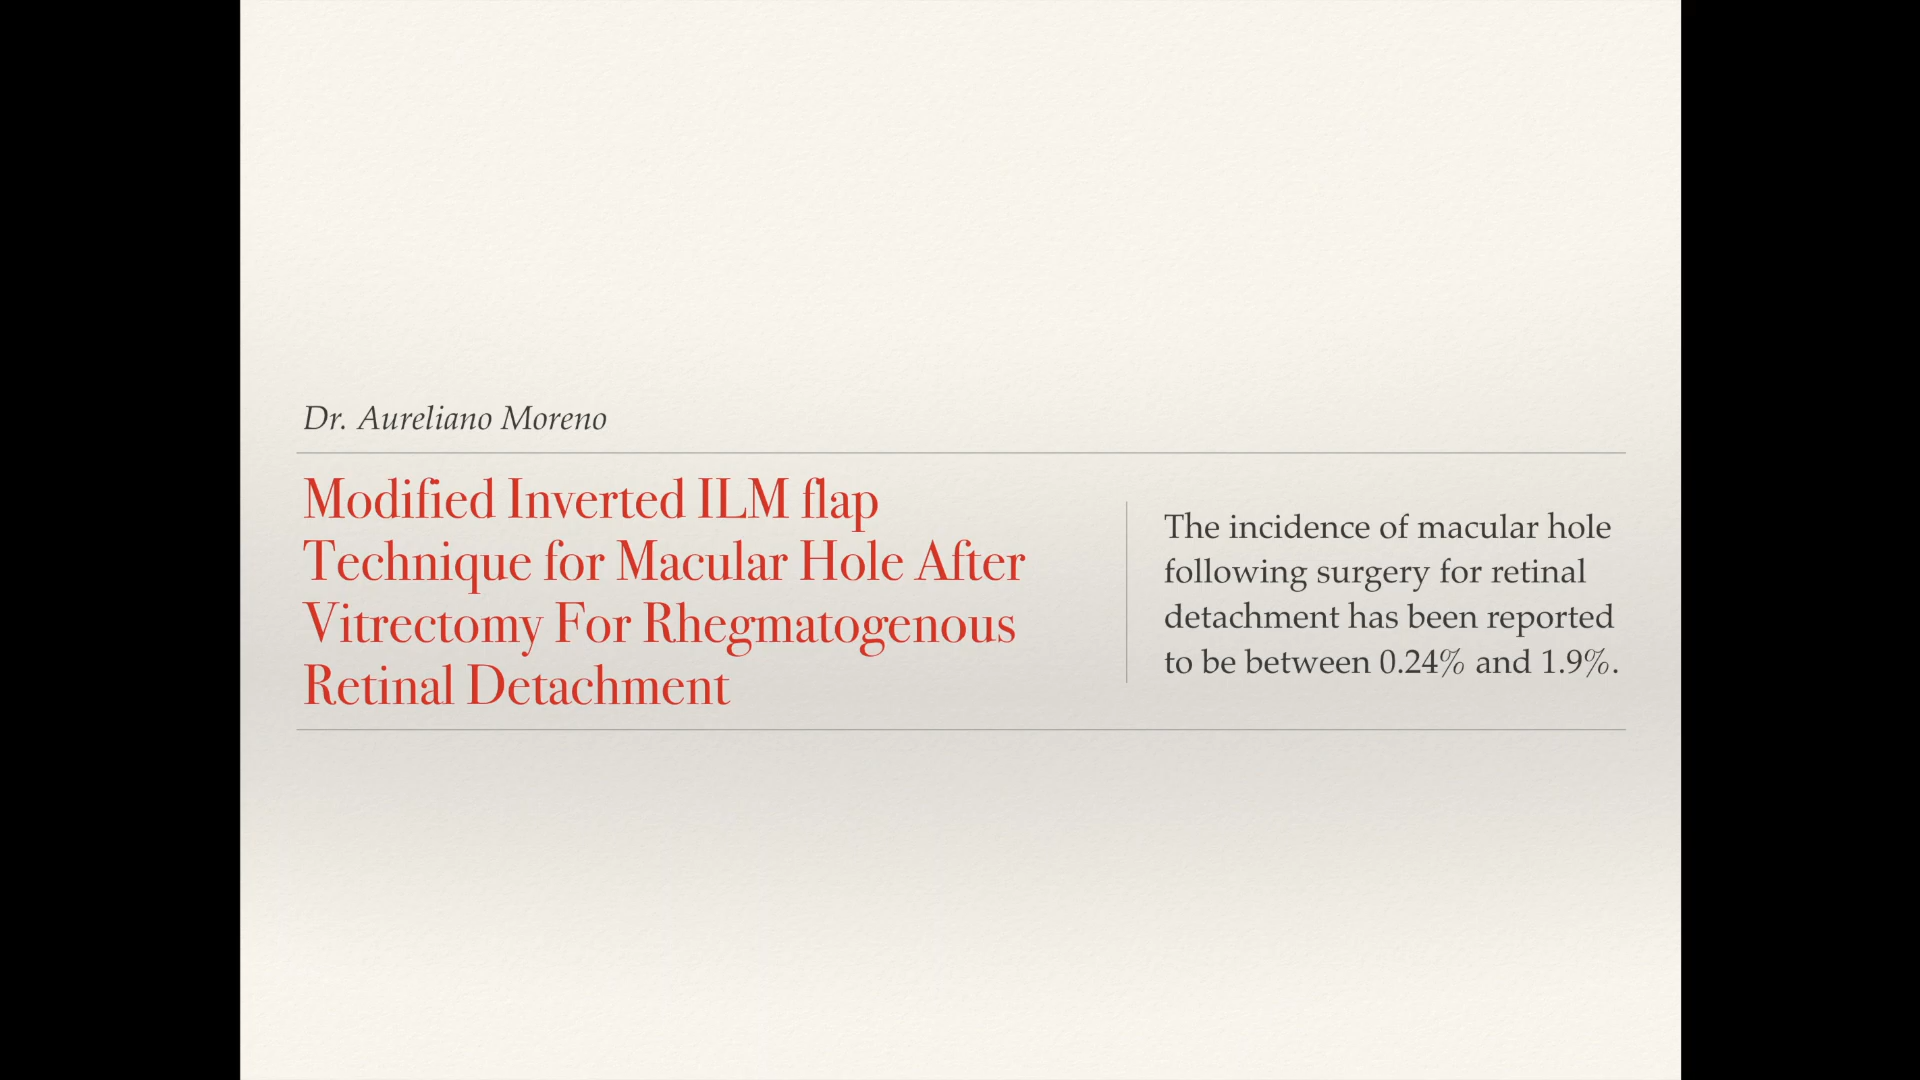 Dr. Aureliano Moreno
Modified Inverted ILM flap
Technique for Macular Hole After
Vitrectomy For Rhegmatogenous
Retinal Detachment
The incidence of macular hole
following surgery for retinal
detachment has been reported
to be between 0.24% and 1.9%.